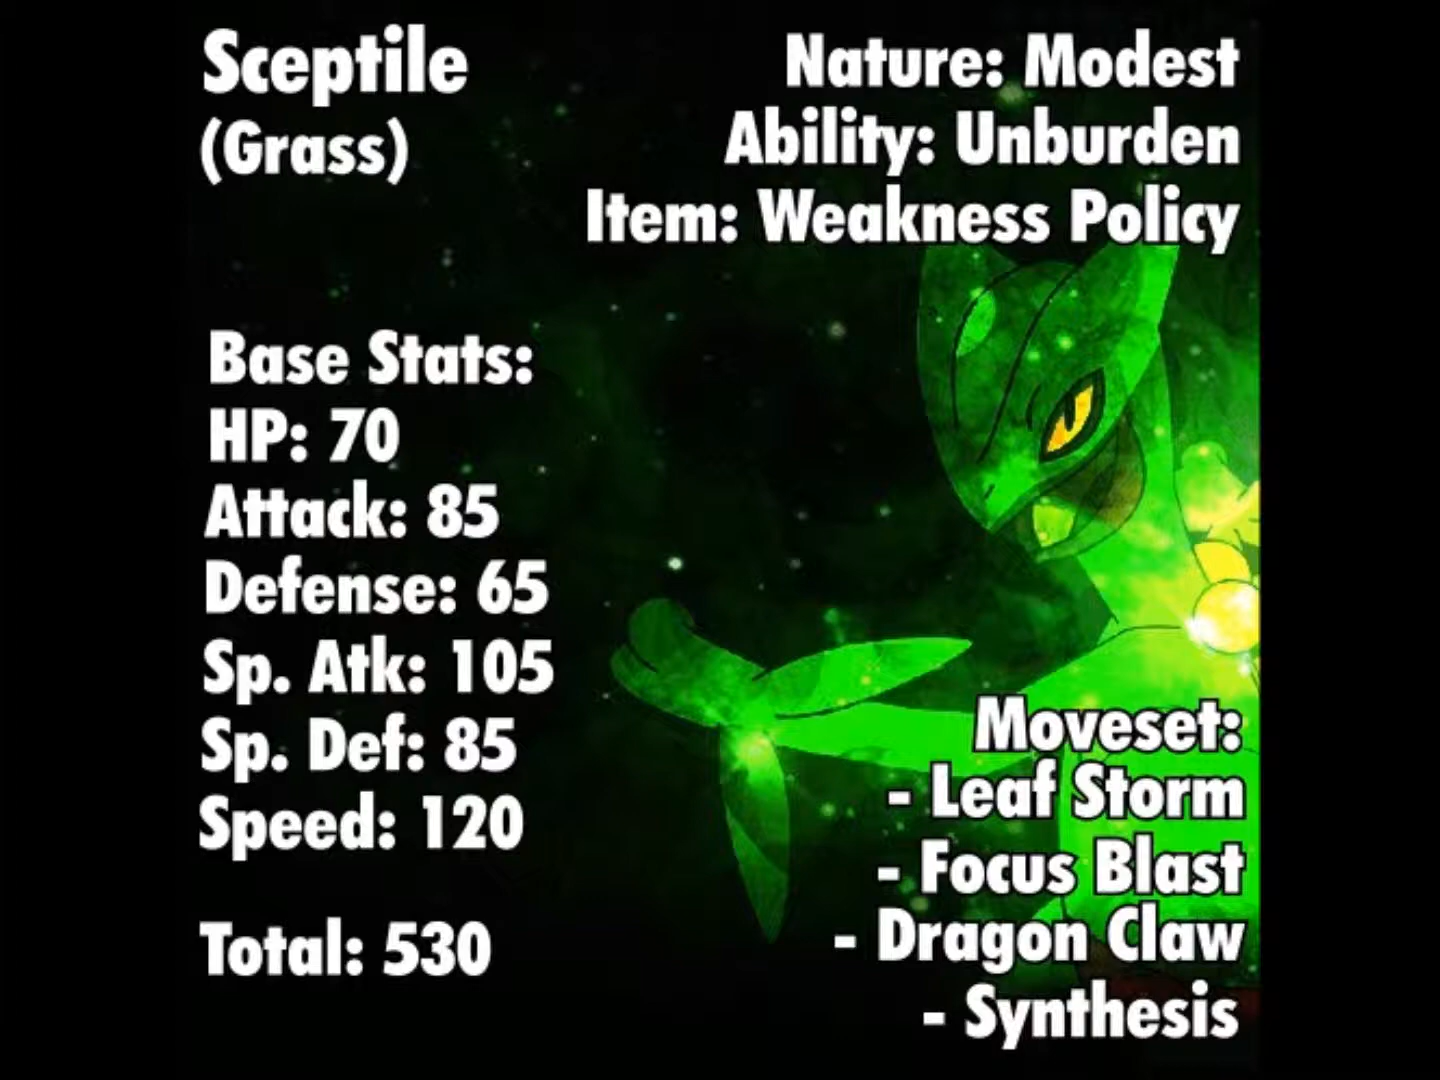 Sceptile
(Grass)
Nature: Modest
Ability: Unburden
Item: Weakness Policy
Base Stats:
HP: 70
Attack: 85
Defense: 65
Sp. Atk: 105
Sp. Def: 85
Speed: 120
Total: 530
Moveset:
- Leaf Storm
- Focus Blast
- Dragon Claw
- Synthesis